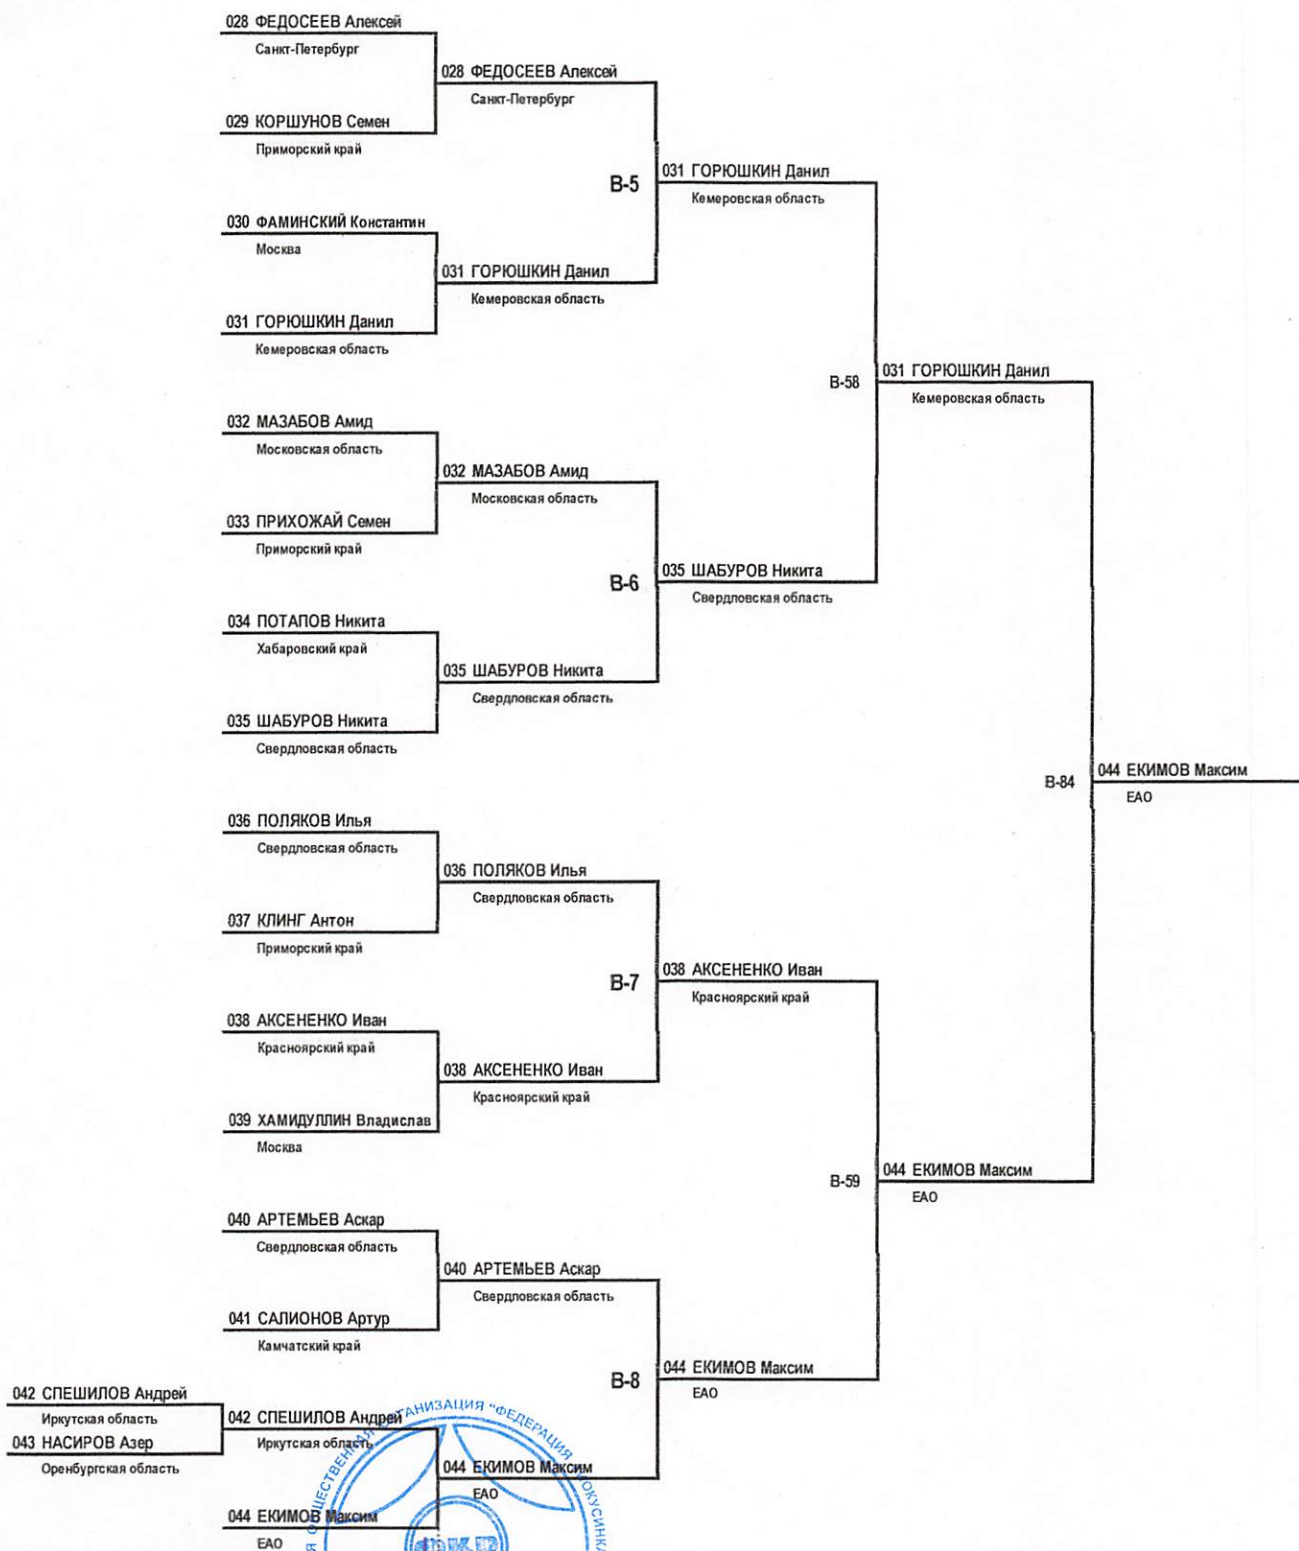 028 ФЕДОСЕЕВ Алексей
Санкт-Петербург
028 ФЕДОСЕЕВ Алексей
Санкт-Петербург
029 КОРШУНОВ Семен
Приморский край
B-5
031 ГОРЮШКИН Данил
Кемеровская область
030 ФАМИНСКИЙ Константин
Москва
031 ГОРЮШКИН Данил
Кемеровская область
031 ГОРЮШКИН Данил
Кемеровская область
B-58
031 ГОРЮШКИН Данил
Кемеровская область
032 МАЗАБОВ Амид
Московская область
032 МАЗАБОВ Амид
Московская область
033 ПРИХОЖАЙ Семен
Приморский край
B-6
035 ШАБУРОВ Никита
Свердловская область
034 ПОТАПОВ Никита
Хабаровский край
035 ШАБУРОВ Никита
Свердловская область
035 ШАБУРОВ Никита
Свердловская область
B-84
044 ЕКИМОВ Максим
ЕАО
036 ПОЛЯКОВ Илья
Свердловская область
036 ПОЛЯКОВ Илья
Свердловская область
037 КЛИНГ Антон
Приморский край
B-7
038 АКСЕНЕНКО Иван
Красноярский край
038 АКСЕНЕНКО Иван
Красноярский край
038 АКСЕНЕНКО Иван
Красноярский край
039 ХАМИДУЛЛИН Владислав
Москва
B-59
044 ЕКИМОВ Максим
ЕАО
040 АРТЕМЬЕВ Аскар
Свердловская область
040 АРТЕМЬЕВ Аскар
Свердловская область
041 САЛИОНОВ Артур
Камчатский край
B-8
044 ЕКИМОВ Максим
ЕАО
042 СПЕШИЛОВ Андрей
Иркутская область
042 СПЕШИЛОВ Андрей
Иркутская область
043 НАСИРОВ Азер
Оренбургская область
044 ЕКИМОВ Максим
ЕАО
044 ЕКИМОВ Максим
ЕАО
ОБЩЕСТВЕННАЯ ОРГАНИЗАЦИЯ "ФЕДЕРАЦИЯ